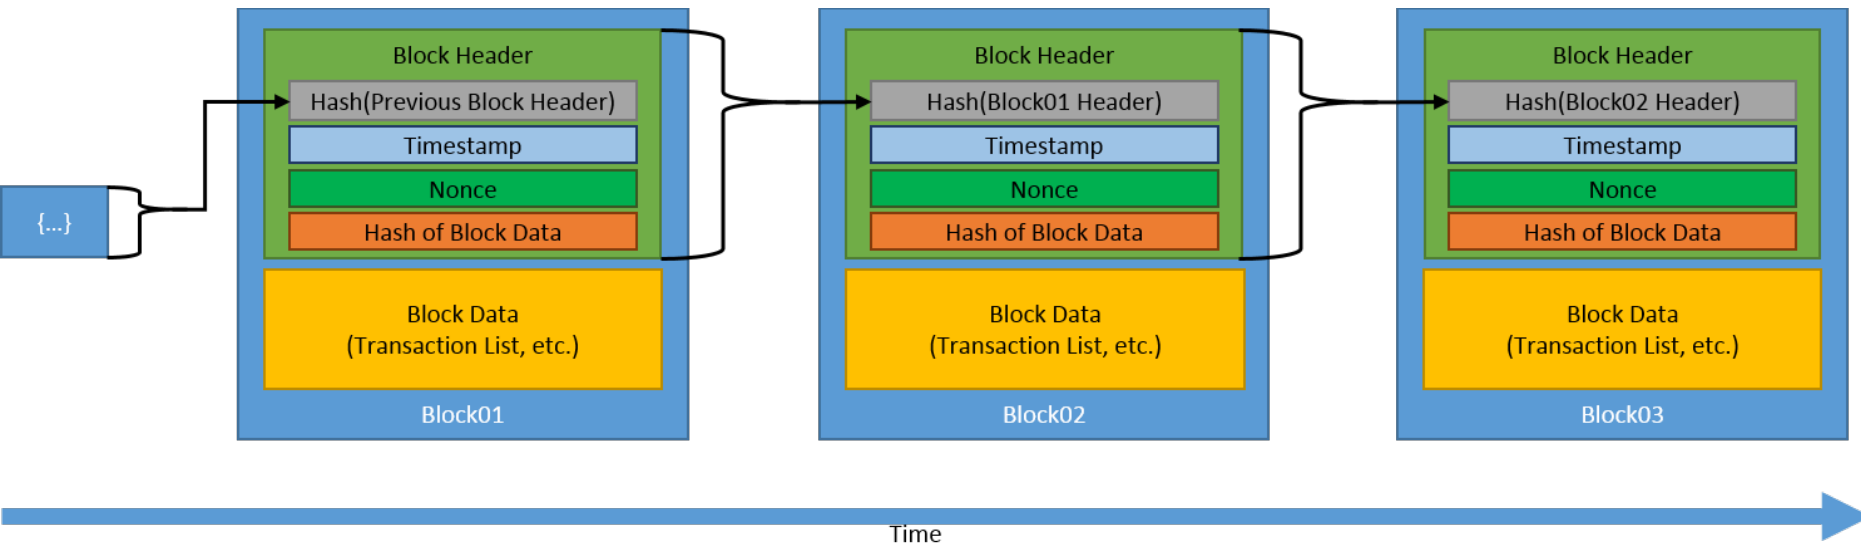 {...}
Block Header
Hash(Previous Block Header)
Timestamp
Nonce
Hash of Block Data
Block Data
(Transaction List, etc.)
Block01
Block Header
Hash(Block01 Header)
Timestamp
Nonce
Hash of Block Data
Block Data
(Transaction List, etc.)
Block02
Block Header
Hash(Block02 Header)
Timestamp
Nonce
Hash of Block Data
Block Data
(Transaction List, etc.)
Block03
Time